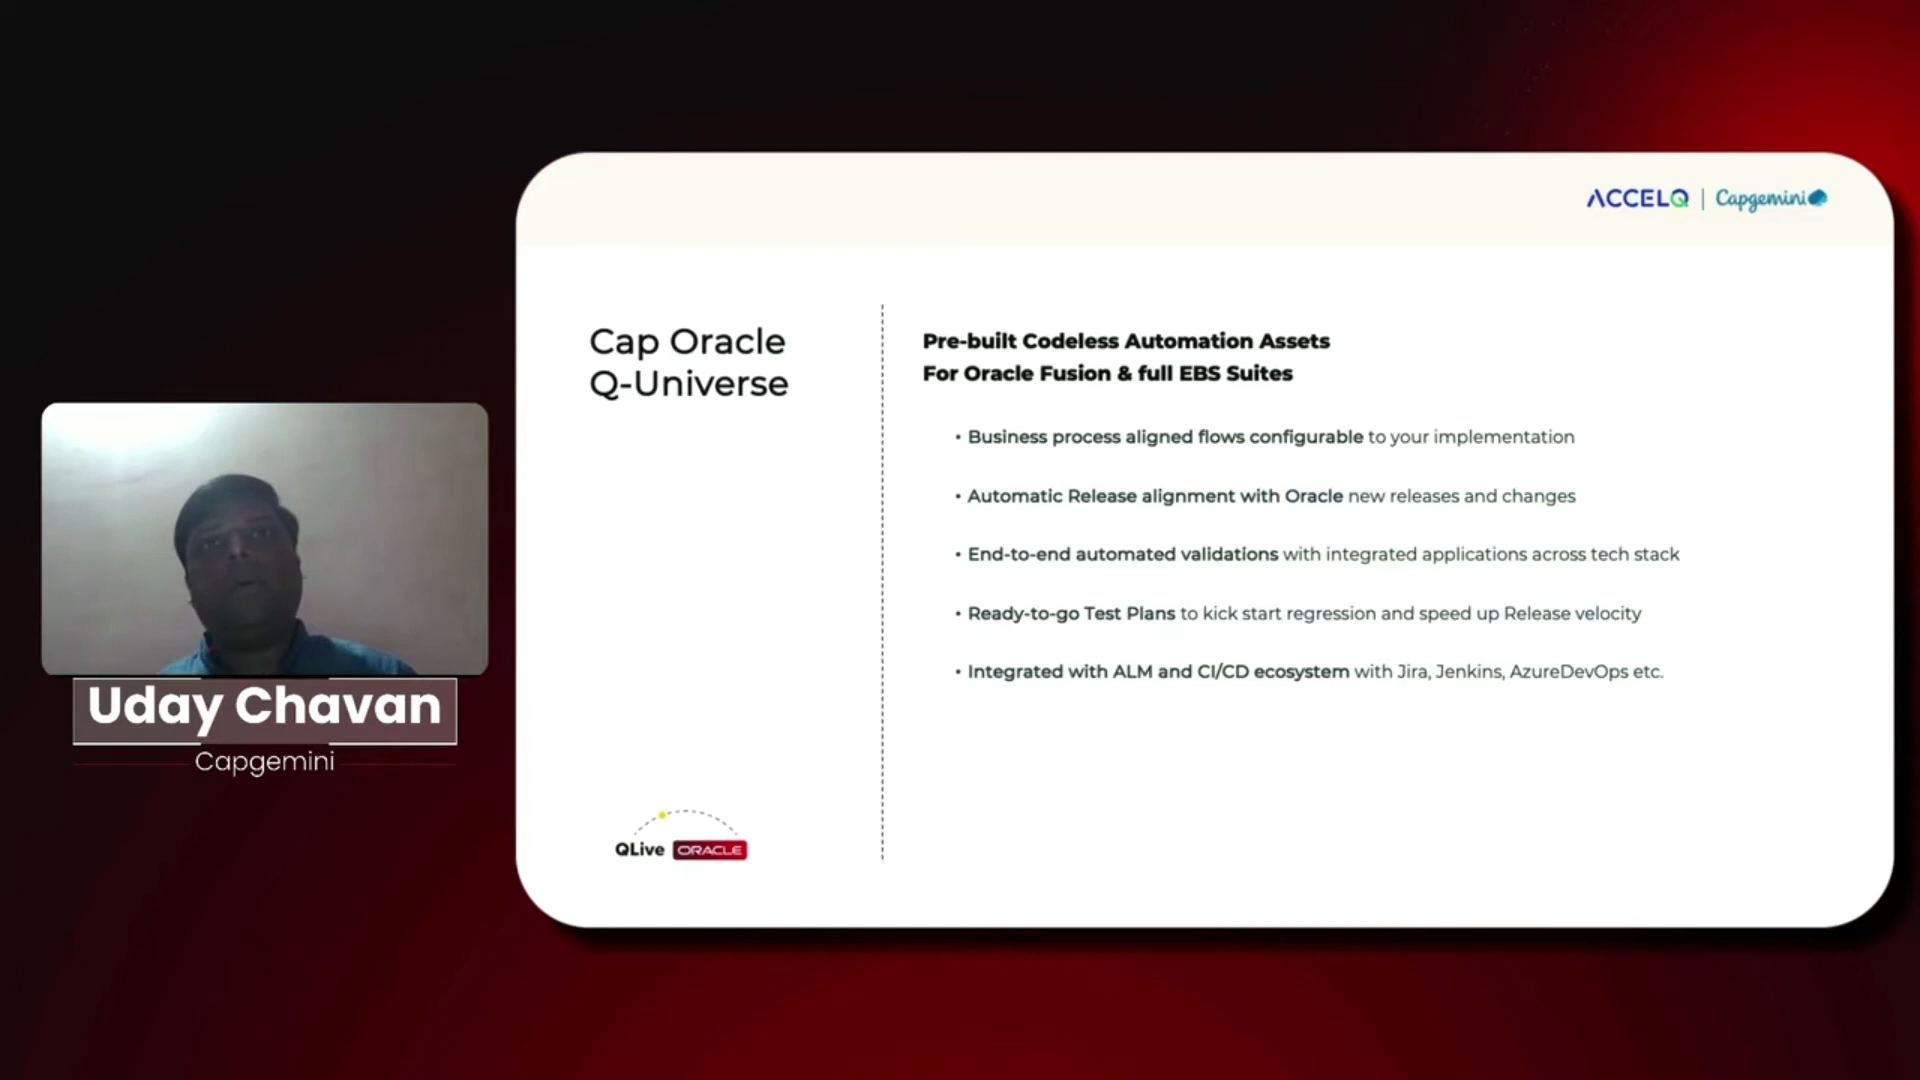 ACCELQ | Capgemini
Cap Oracle
Q-Universe
Pre-built Codeless Automation Assets
For Oracle Fusion & full EBS Suites
• Business process aligned flows configurable to your implementation
• Automatic Release alignment with Oracle new releases and changes
• End-to-end automated validations with integrated applications across tech stack
• Ready-to-go Test Plans to kick start regression and speed up Release velocity
• Integrated with ALM and CI/CD ecosystem with Jira, Jenkins, AzureDevOps etc.
QLive ORACLE
Uday Chavan
Capgemini